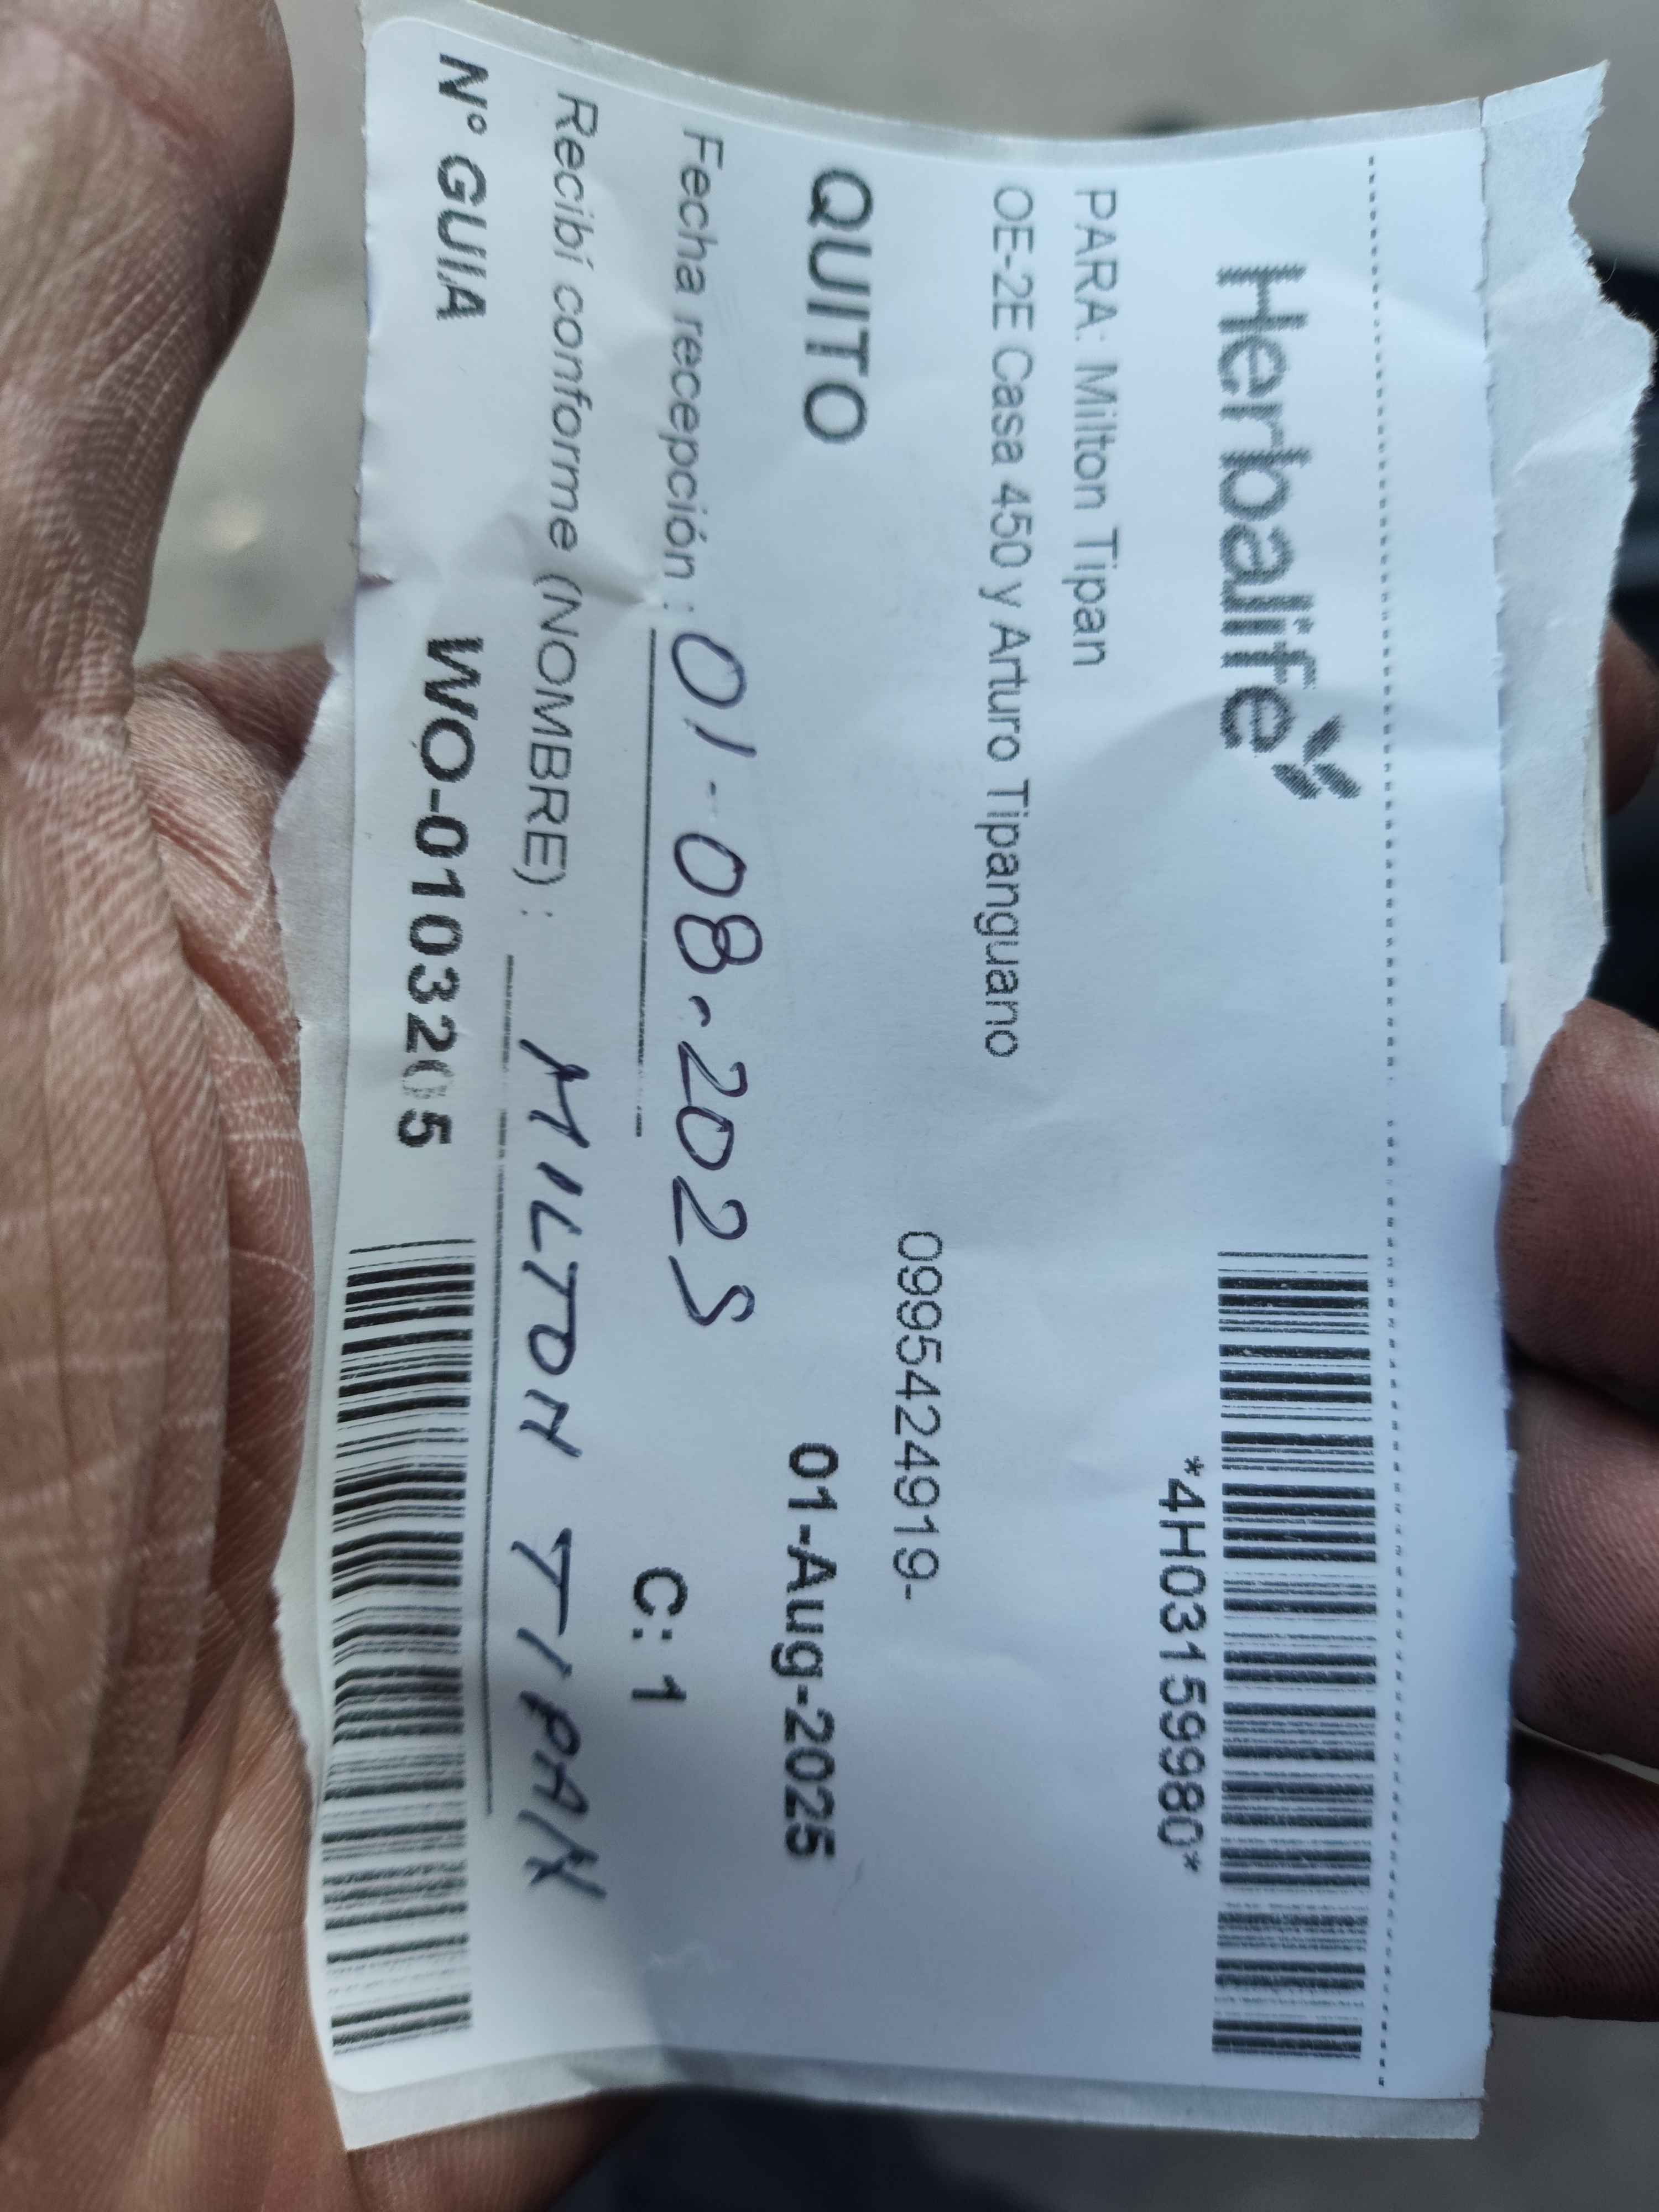 Herbalife
*4H03159980*
PARA: Milton Tipan
OE-2E Casa 450 y Arturo Tipanguano
0995424919-
QUITO
01-Aug-2025
Fecha recepción : 01-08-2025
C: 1
Recibí conforme (NOMBRE) : MILTON TIPAN
N° GUIA WO-0103205